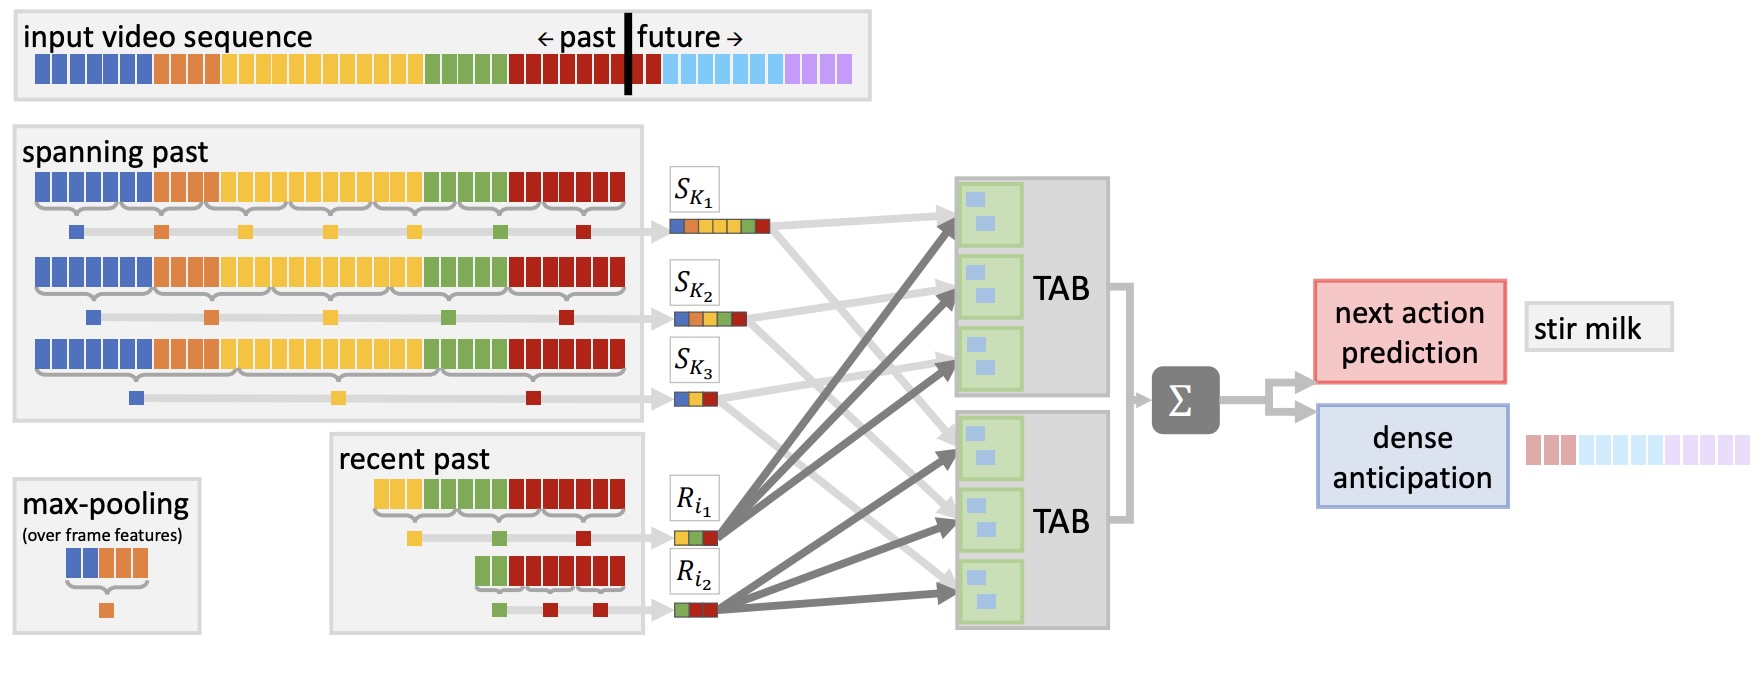 input video sequence
← past
future →
spanning past
S_{K_1}
S_{K_2}
S_{K_3}
recent past
R_{i_1}
R_{i_2}
max-pooling
(over frame features)
TAB
TAB
Σ
next action
prediction
stir milk
dense
anticipation